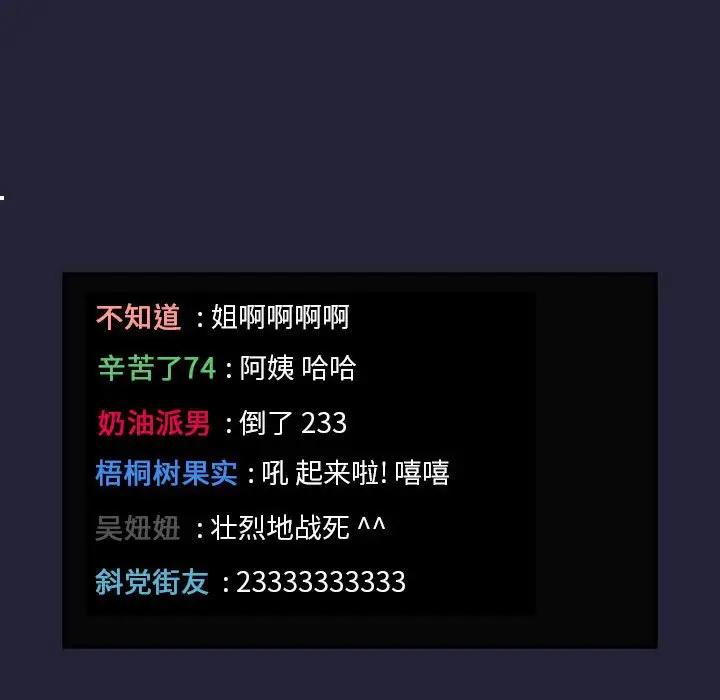 不知道 : 姐啊啊啊啊
辛苦了74 : 阿姨 哈哈
奶油派男 : 倒了 233
梧桐树果实 : 吼 起来啦! 嘻嘻
吴妞妞 : 壮烈地战死 ^^
斜党街友 : 23333333333